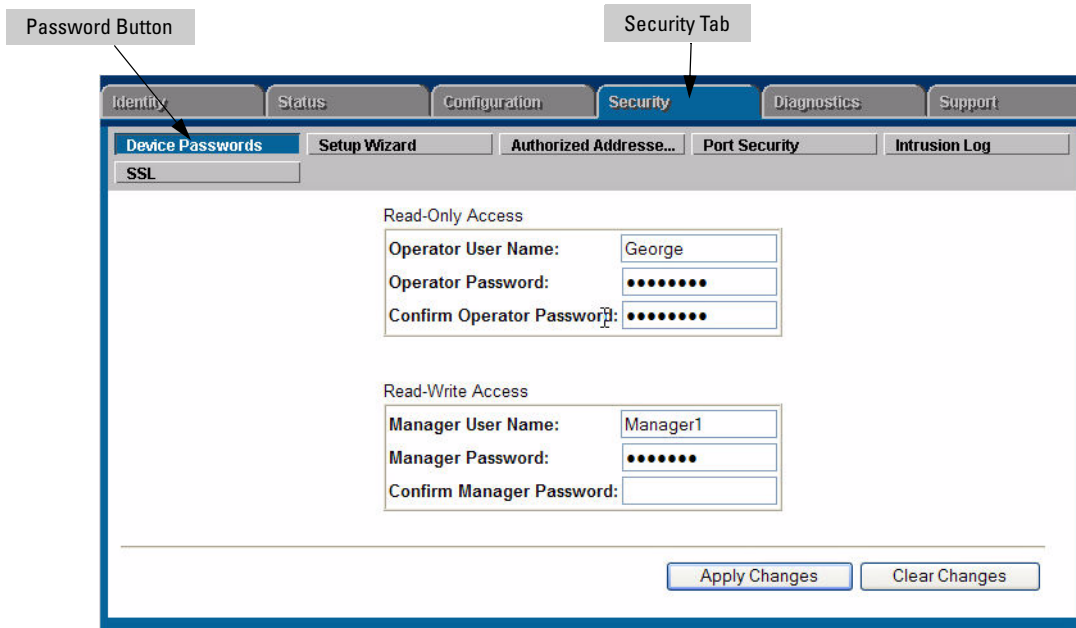 Password Button
Security Tab
Identity Status Configuration Security Diagnostics Support
Device Passwords Setup Wizard Authorized Addresse... Port Security Intrusion Log
SSL
Read-Only Access
Operator User Name: George
Operator Password: ••••••••
Confirm Operator Password: ••••••••
Read-Write Access
Manager User Name: Manager1
Manager Password: •••••••
Confirm Manager Password:
Apply Changes Clear Changes